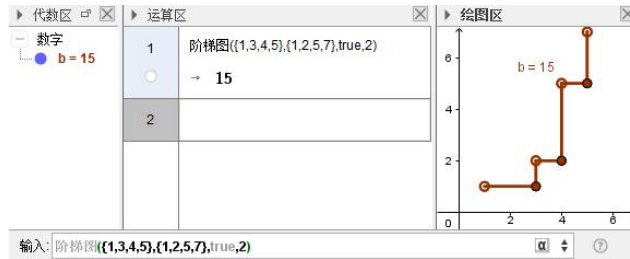 代数区
运算区
绘图区
数字
b = 15
1
阶梯图({1,3,4,5},{1,2,5,7},true,2)
→ 15
2
b = 15
6
4
2
0
2
4
6
输入: 阶梯图({1,3,4,5},{1,2,5,7},true,2)
α
?